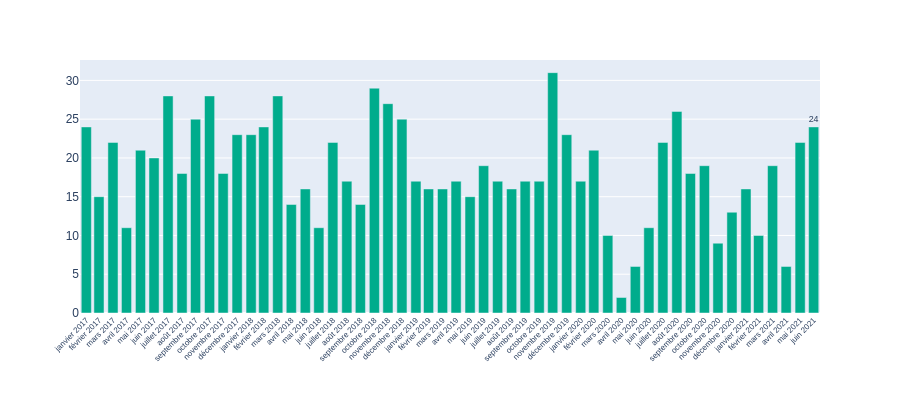 30
25
20
15
10
5
0
24
janvier 2017
février 2017
mars 2017
avril 2017
mai 2017
juin 2017
juillet 2017
août 2017
septembre 2017
octobre 2017
novembre 2017
décembre 2017
janvier 2018
février 2018
mars 2018
avril 2018
mai 2018
juin 2018
juillet 2018
août 2018
septembre 2018
octobre 2018
novembre 2018
décembre 2018
janvier 2019
février 2019
mars 2019
avril 2019
mai 2019
juin 2019
juillet 2019
août 2019
septembre 2019
octobre 2019
novembre 2019
décembre 2019
janvier 2020
février 2020
mars 2020
avril 2020
mai 2020
juin 2020
juillet 2020
août 2020
septembre 2020
octobre 2020
novembre 2020
décembre 2020
janvier 2021
février 2021
mars 2021
avril 2021
mai 2021
juin 2021